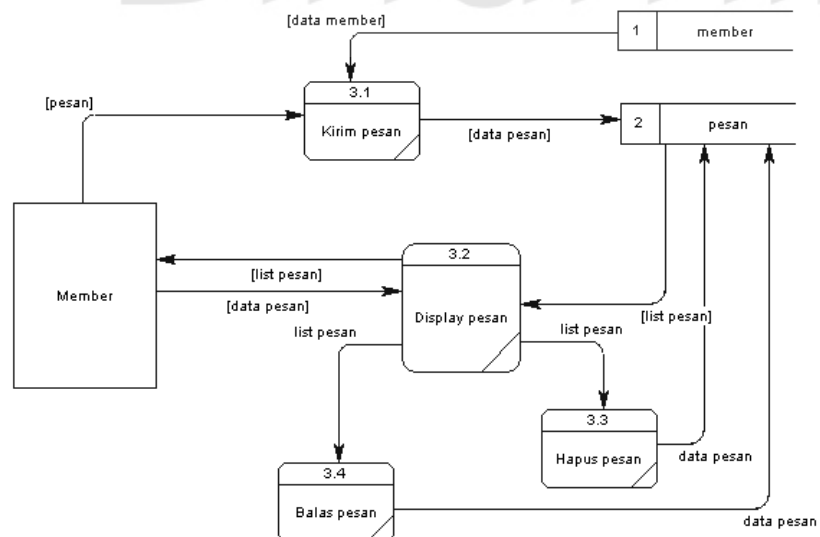 [data member]
1
member
[pesan]
3.1
Kirim pesan
[data pesan]
2
pesan
Member
[list pesan]
[data pesan]
3.2
Display pesan
[list pesan]
list pesan
list pesan
3.3
Hapus pesan
data pesan
3.4
Balas pesan
data pesan